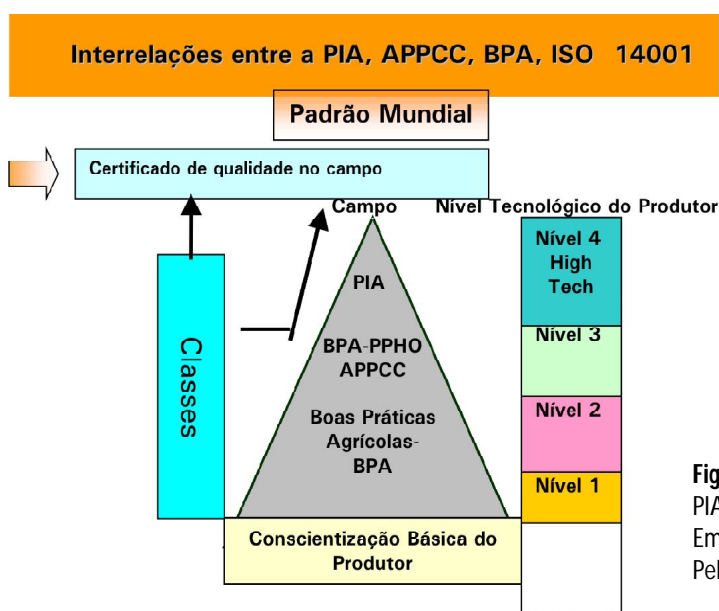 Interrelações entre a PIA, APPCC, BPA, ISO 14001
Padrão Mundial
Certificado de qualidade no campo
Campo
Nível Tecnológico do Produtor
Classes
PIA
BPA-PPHO
APPCC
Boas Práticas
Agrícolas-
BPA
Conscientização Básica do
Produtor
Nível 4
High
Tech
Nível 3
Nível 2
Nível 1
Fig
PIA
Em
Pel